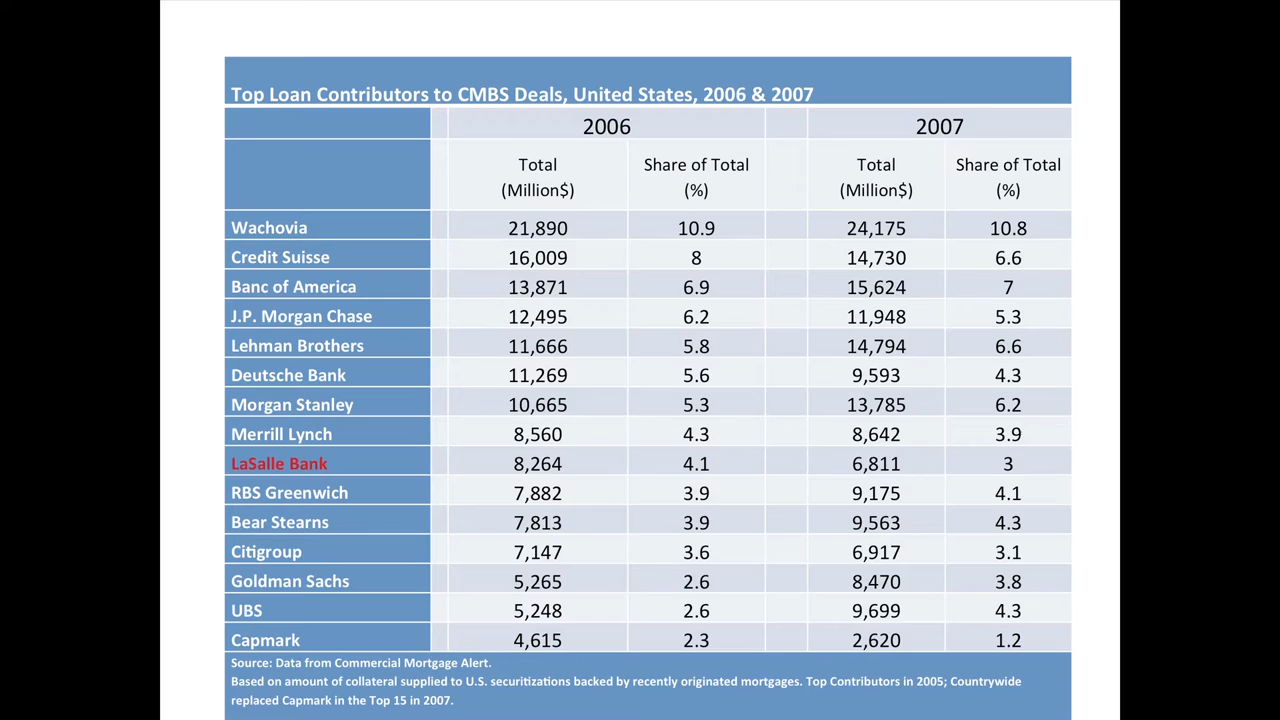 Top Loan Contributors to CMBS Deals, United States, 2006 & 2007
2006 2007
Total Share of Total Total Share of Total
(Million$) (%) (Million$) (%)
Wachovia 21,890 10.9 24,175 10.8
Credit Suisse 16,009 8 14,730 6.6
Banc of America 13,871 6.9 15,624 7
J.P. Morgan Chase 12,495 6.2 11,948 5.3
Lehman Brothers 11,666 5.8 14,794 6.6
Deutsche Bank 11,269 5.6 9,593 4.3
Morgan Stanley 10,665 5.3 13,785 6.2
Merrill Lynch 8,560 4.3 8,642 3.9
LaSalle Bank 8,264 4.1 6,811 3
RBS Greenwich 7,882 3.9 9,175 4.1
Bear Stearns 7,813 3.9 9,563 4.3
Citigroup 7,147 3.6 6,917 3.1
Goldman Sachs 5,265 2.6 8,470 3.8
UBS 5,248 2.6 9,699 4.3
Capmark 4,615 2.3 2,620 1.2
Source: Data from Commercial Mortgage Alert.
Based on amount of collateral supplied to U.S. securitizations backed by recently originated mortgages. Top Contributors in 2005; Countrywide
replaced Capmark in the Top 15 in 2007.